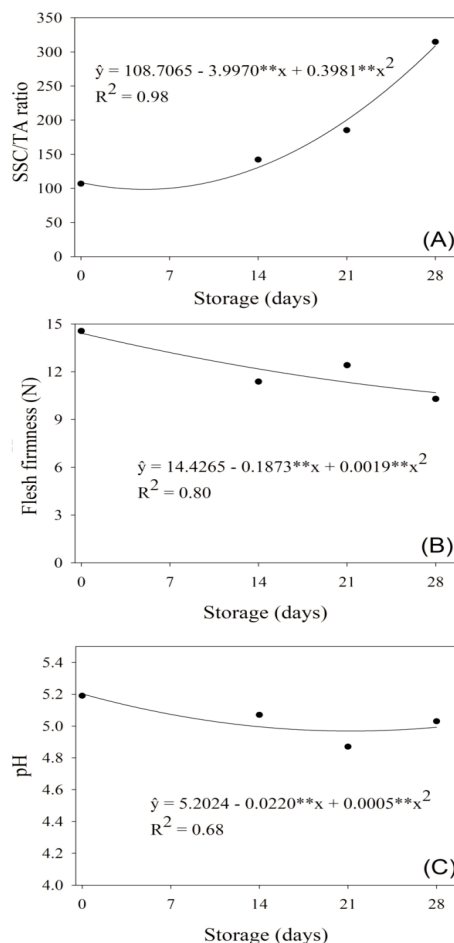 350
300
250
200
150
100
50
0
SSC/TA ratio
ŷ = 108.7065 - 3.9970**x + 0.3981**x²
R² = 0.98
(A)
0 7 14 21 28
Storage (days)
15
12
9
6
3
0
Flesh firmness (N)
ŷ = 14.4265 - 0.1873**x + 0.0019**x²
R² = 0.80
(B)
0 7 14 21 28
Storage (days)
5.4
5.2
5.0
4.8
4.6
4.4
4.2
4.0
pH
ŷ = 5.2024 - 0.0220**x + 0.0005**x²
R² = 0.68
(C)
0 7 14 21 28
Storage (days)